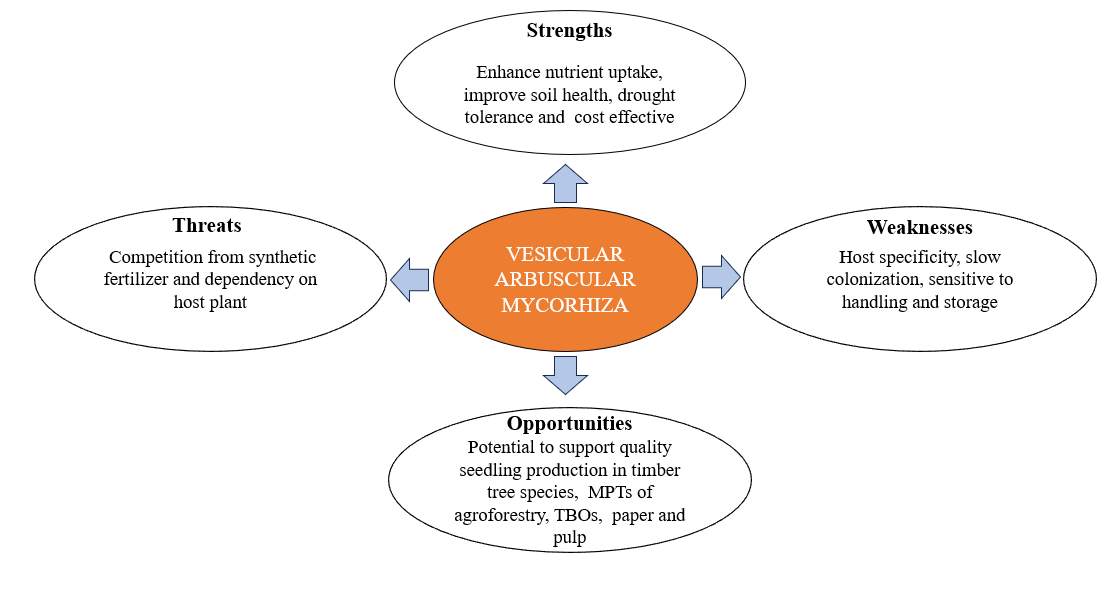 Strengths
Enhance nutrient uptake,
improve soil health, drought
tolerance and  cost effective
Threats
Competition from synthetic
fertilizer and dependency on
host plant
VESICULAR
ARBUSCULAR
MYCORHIZA
Weaknesses
Host specificity, slow
colonization, sensitive to
handling and storage
Opportunities
Potential to support quality
seedling production in timber
tree species,  MPTs of
agroforestry, TBOs,  paper and
pulp